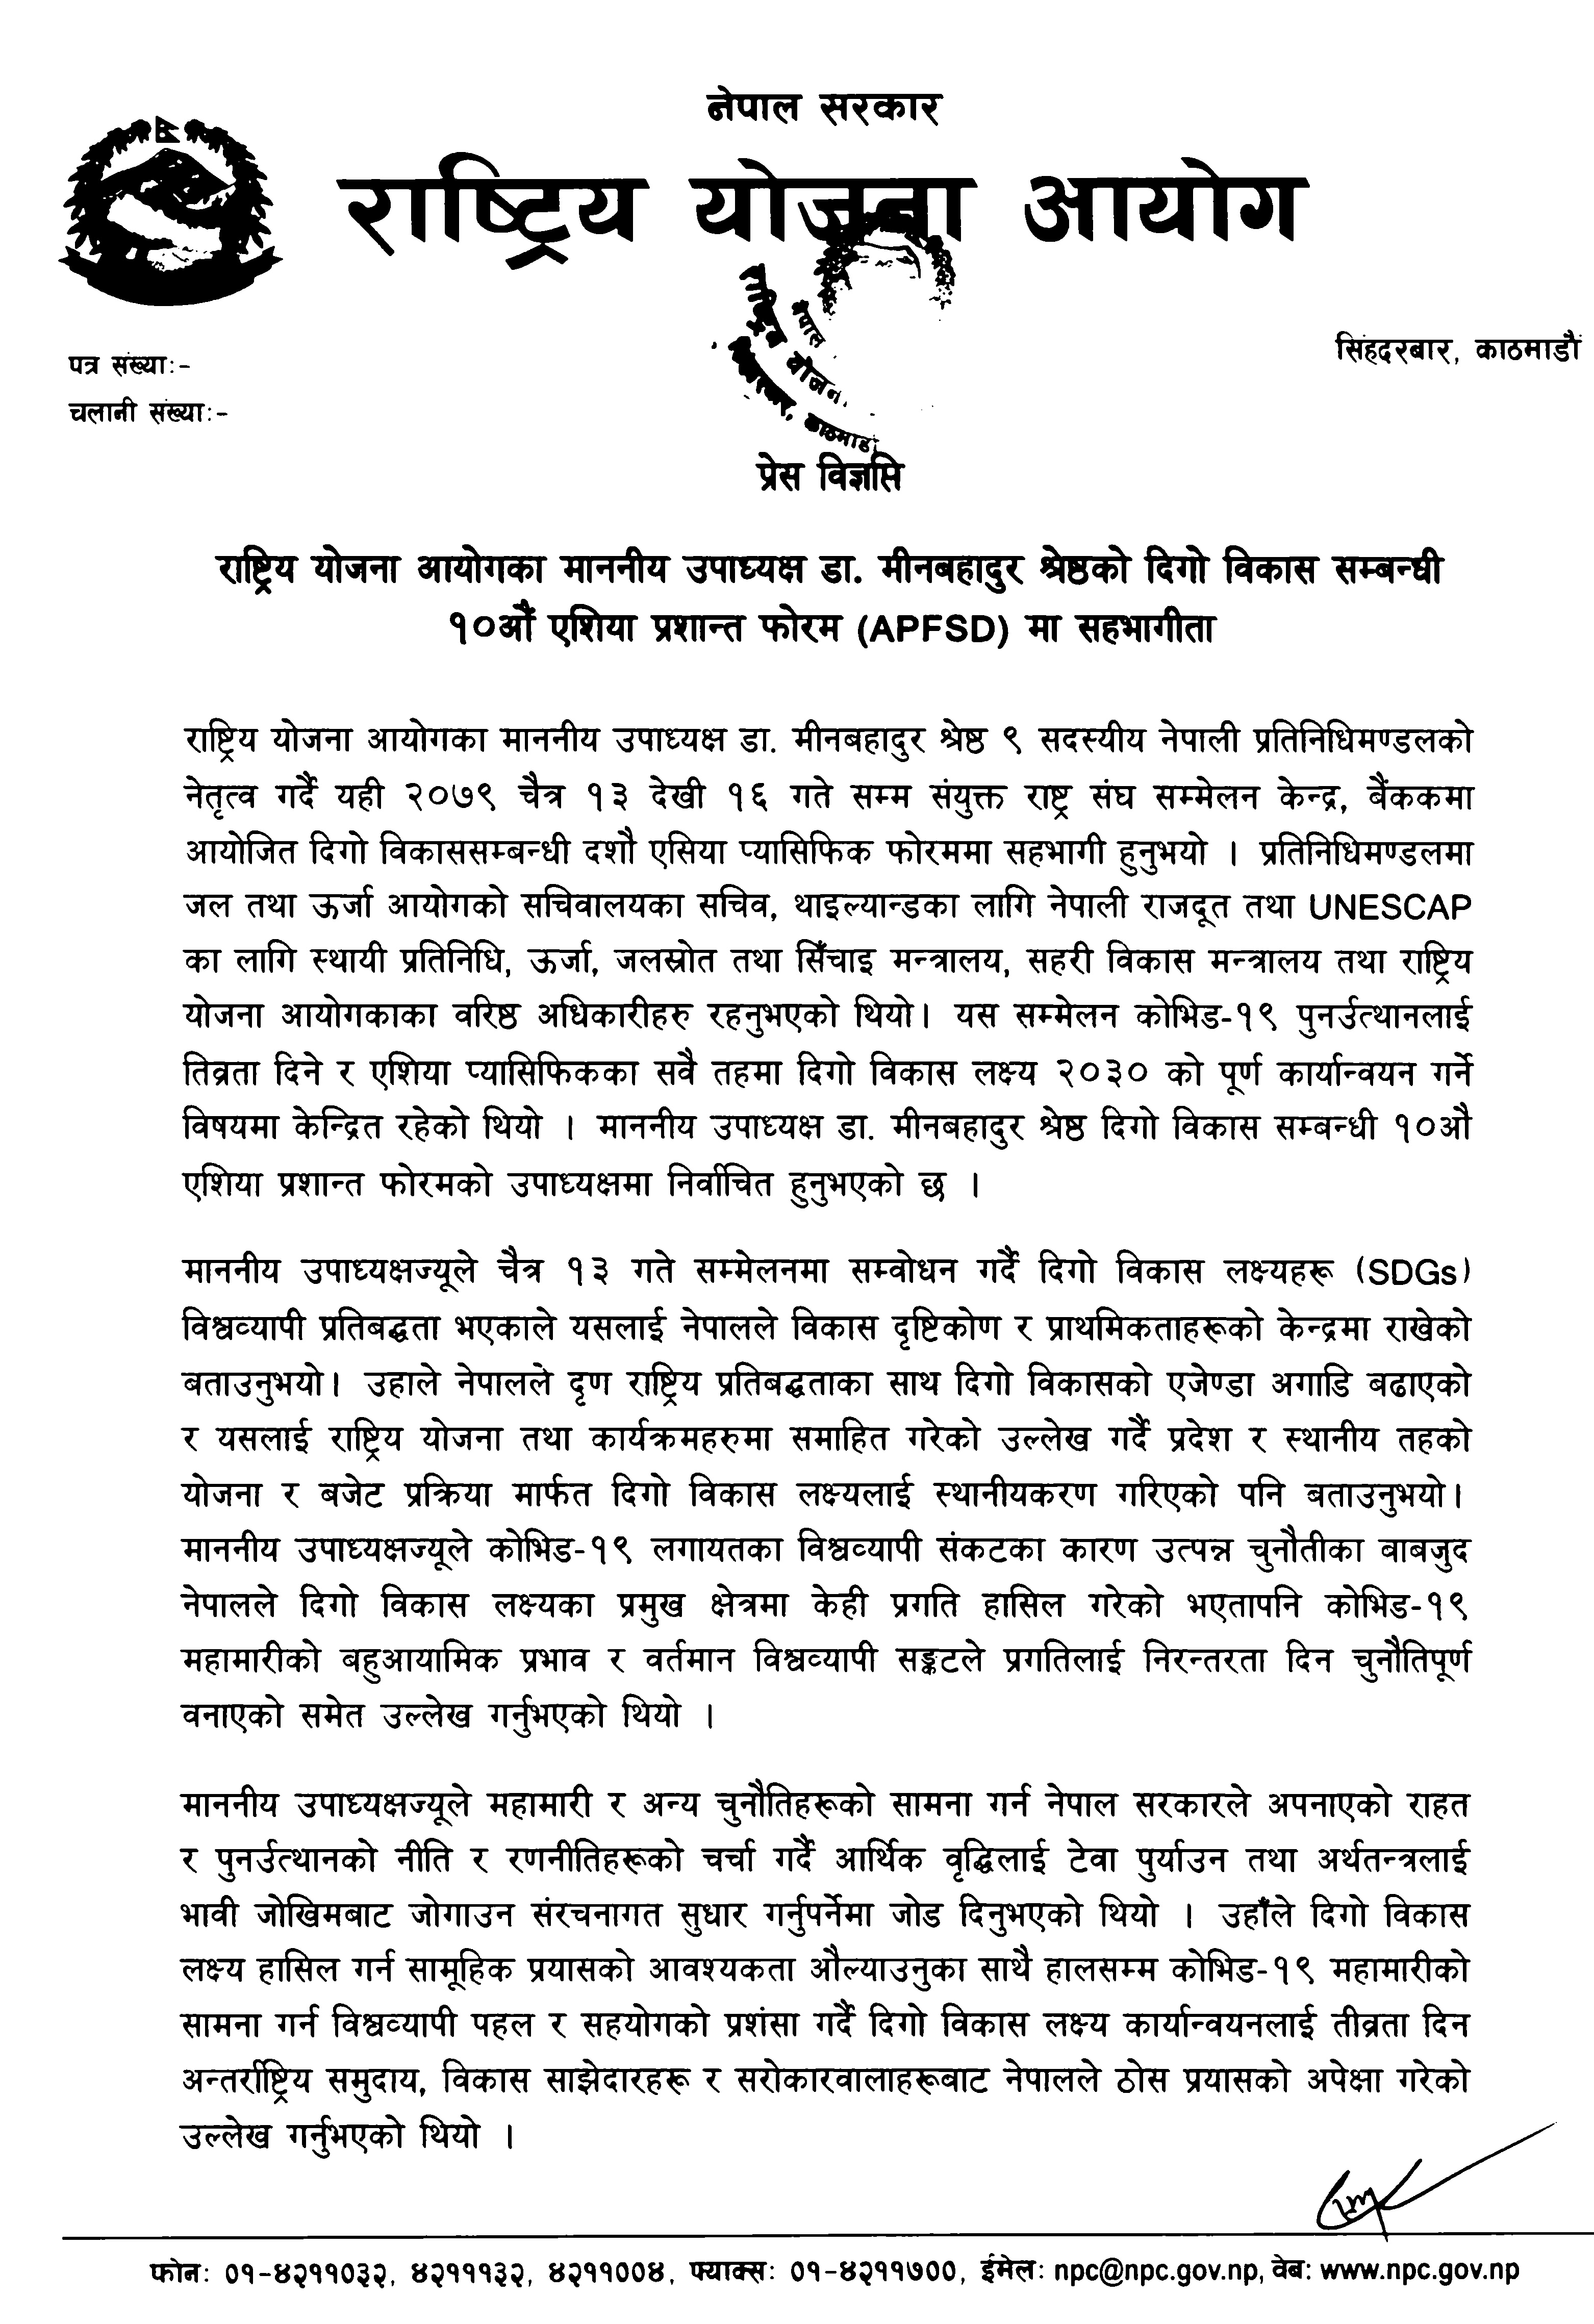 नेपाल सरकार
राष्ट्रिय योजना आयोग
सिंहदरबार, काठमाडौं
पत्र संख्याः-
चलानी संख्याः-
नेपाल
राष्ट्रिय योजना
काठमाडौं
प्रेस विज्ञप्ति
राष्ट्रिय योजना आयोगका माननीय उपाध्यक्ष डा. मीनबहादुर श्रेष्ठको दिगो विकास सम्बन्धी
१०औं एशिया प्रशान्त फोरम (APFSD) मा सहभागीता
राष्ट्रिय योजना आयोगका माननीय उपाध्यक्ष डा. मीनबहादुर श्रेष्ठ ९ सदस्यीय नेपाली प्रतिनिधिमण्डलको
नेतृत्व गर्दै यही २०७९ चैत्र १३ देखी १६ गते सम्म संयुक्त राष्ट्र संघ सम्मेलन केन्द्र, बैंककमा
आयोजित दिगो विकाससम्बन्धी दशौ एसिया प्यासिफिक फोरममा सहभागी हुनुभयो । प्रतिनिधिमण्डलमा
जल तथा ऊर्जा आयोगको सचिवालयका सचिव, थाइल्यान्डका लागि नेपाली राजदूत तथा UNESCAP
का लागि स्थायी प्रतिनिधि, ऊर्जा, जलस्रोत तथा सिँचाइ मन्त्रालय, सहरी विकास मन्त्रालय तथा राष्ट्रिय
योजना आयोगकाका वरिष्ठ अधिकारीहरु रहनुभएको थियो। यस सम्मेलन कोभिड-१९ पुनर्उत्थानलाई
तिव्रता दिने र एशिया प्यासिफिकका सवै तहमा दिगो विकास लक्ष्य २०३० को पूर्ण कार्यान्वयन गर्ने
विषयमा केन्द्रित रहेको थियो । माननीय उपाध्यक्ष डा. मीनबहादुर श्रेष्ठ दिगो विकास सम्बन्धी १०औ
एशिया प्रशान्त फोरमको उपाध्यक्षमा निर्वाचित हुनुभएको छ ।
माननीय उपाध्यक्षज्यूले चैत्र १३ गते सम्मेलनमा सम्वोधन गर्दै दिगो विकास लक्ष्यहरू (SDGs)
विश्वव्यापी प्रतिबद्धता भएकाले यसलाई नेपालले विकास दृष्टिकोण र प्राथमिकताहरूको केन्द्रमा राखेको
बताउनुभयो। उहाले नेपालले दृण राष्ट्रिय प्रतिबद्धताका साथ दिगो विकासको एजेण्डा अगाडि बढाएको
र यसलाई राष्ट्रिय योजना तथा कार्यक्रमहरुमा समाहित गरेको उल्लेख गर्दै प्रदेश र स्थानीय तहको
योजना र बजेट प्रक्रिया मार्फत दिगो विकास लक्ष्यलाई स्थानीयकरण गरिएको पनि बताउनुभयो।
माननीय उपाध्यक्षज्यूले कोभिड-१९ लगायतका विश्वव्यापी संकटका कारण उत्पन्न चुनौतीका बाबजुद
नेपालले दिगो विकास लक्ष्यका प्रमुख क्षेत्रमा केही प्रगति हासिल गरेको भएतापनि कोभिड-१९
महामारीको बहुआयामिक प्रभाव र वर्तमान विश्वव्यापी सङ्कटले प्रगतिलाई निरन्तरता दिन चुनौतिपूर्ण
वनाएको समेत उल्लेख गर्नुभएको थियो ।
माननीय उपाध्यक्षज्यूले महामारी र अन्य चुनौतिहरूको सामना गर्न नेपाल सरकारले अपनाएको राहत
र पुनर्उत्थानको नीति र रणनीतिहरूको चर्चा गर्दै आर्थिक वृद्धिलाई टेवा पुर्याउन तथा अर्थतन्त्रलाई
भावी जोखिमबाट जोगाउन संरचनागत सुधार गर्नुपर्नेमा जोड दिनुभएको थियो । उहाँले दिगो विकास
लक्ष्य हासिल गर्न सामूहिक प्रयासको आवश्यकता औल्याउनुका साथै हालसम्म कोभिड-१९ महामारीको
सामना गर्न विश्वव्यापी पहल र सहयोगको प्रशंसा गर्दै दिगो विकास लक्ष्य कार्यान्वयनलाई तीव्रता दिन
अन्तर्राष्ट्रिय समुदाय, विकास साझेदारहरू र सरोकारवालाहरूबाट नेपालले ठोस प्रयासको अपेक्षा गरेको
उल्लेख गर्नुभएको थियो ।
फोनः ०१-४२११०३२, ४२१११३२, ४२११००४, फ्याक्सः ०१-४२११७००, ईमेलः npc@npc.gov.np, वेबः www.npc.gov.np